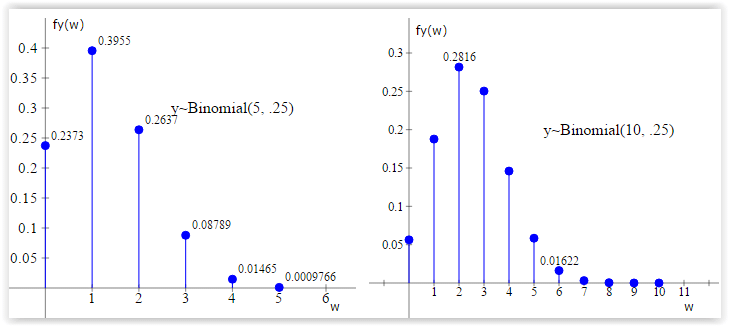 fy(w)
0.4
0.35
0.3
0.25
0.2
0.15
0.1
0.05
0.3955
0.2637
0.2373
0.08789
0.01465
0.0009766
y~Binomial(5, .25)
1 2 3 4 5 6
w
fy(w)
0.3
0.25
0.2
0.15
0.1
0.05
0.2816
0.01622
y~Binomial(10, .25)
1 2 3 4 5 6 7 8 9 10 11
w